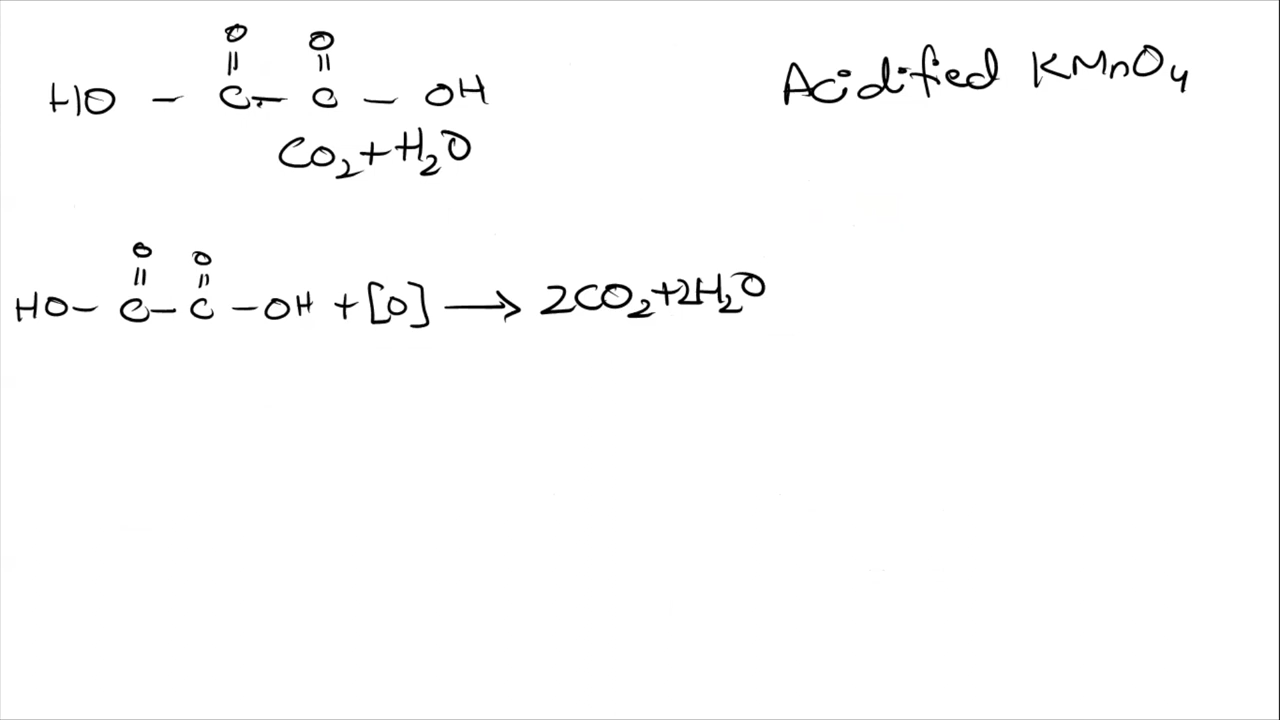 O O
|| ||
HO - C - C - OH
Acidified KMnO4
CO2+H2O
O O
|| ||
HO- C- C -OH +[O] → 2CO2+2H2O